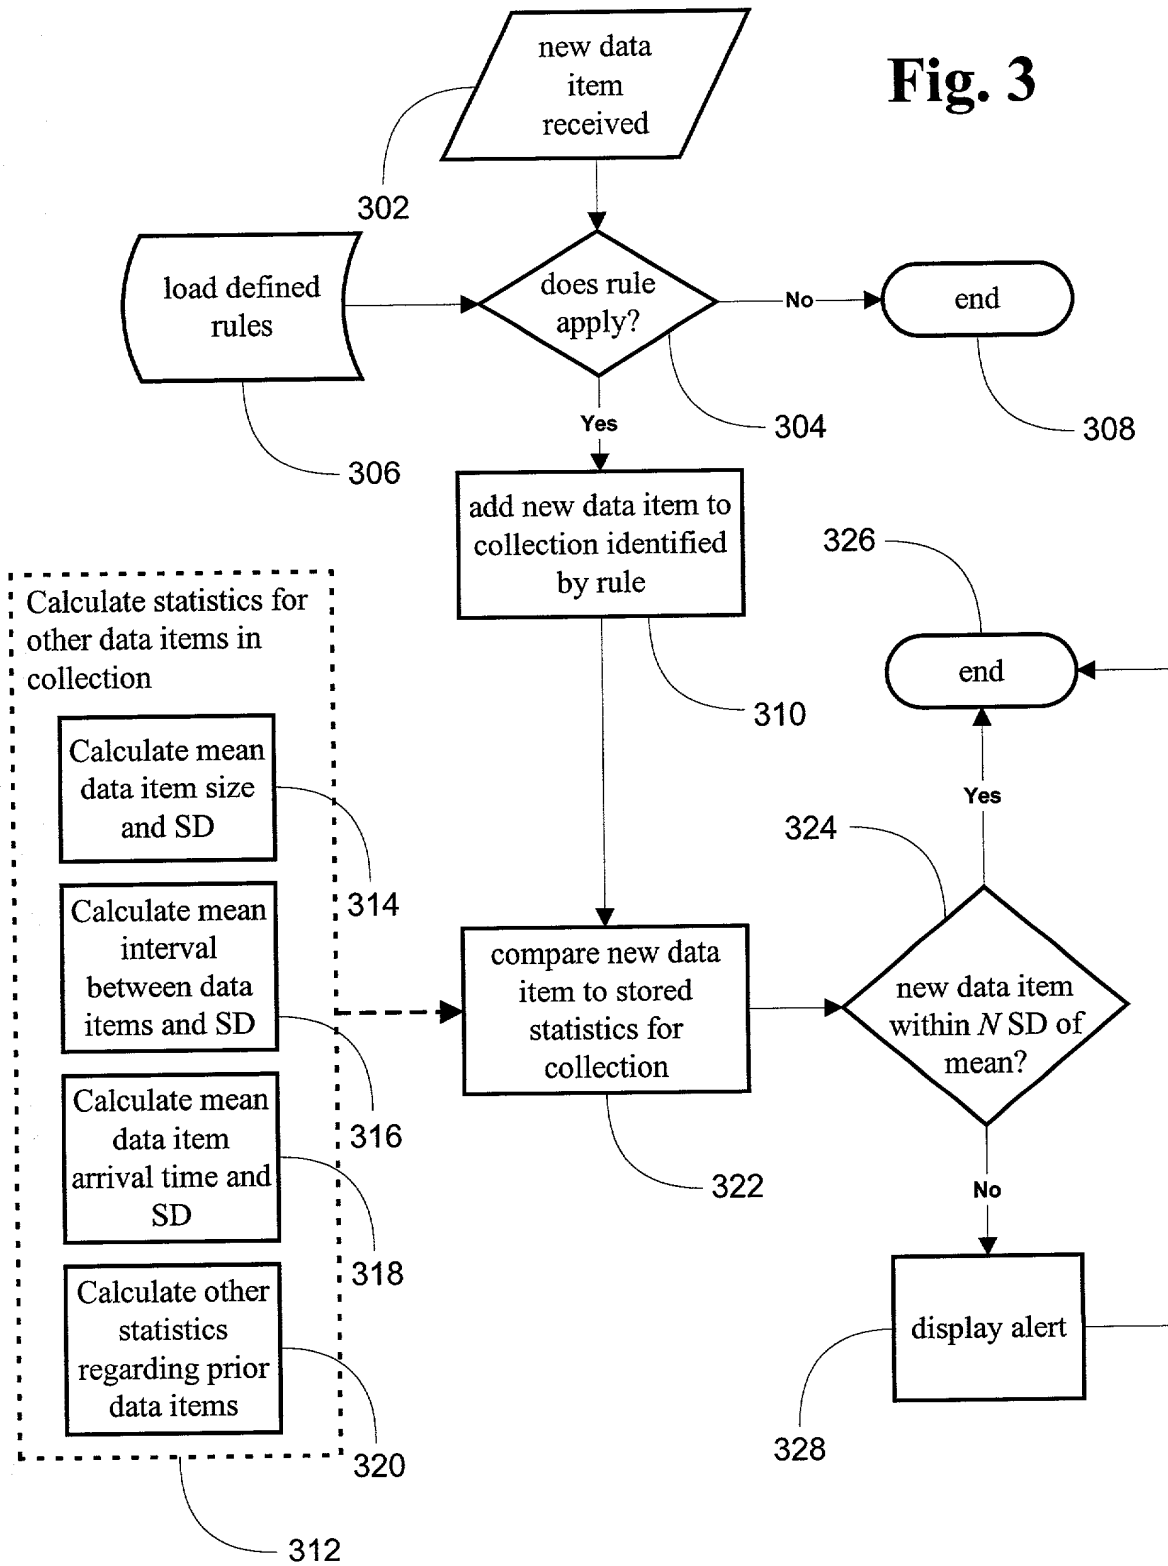 new data
item
received
Fig. 3
302
load defined
rules
does rule
apply?
No
end
304
308
Yes
306
add new data item to
collection identified
by rule
326
Calculate statistics for
other data items in
collection
end
310
Calculate mean
data item size
and SD
Yes
324
314
Calculate mean
interval
between data
items and SD
compare new data
item to stored
statistics for
collection
new data item
within N SD of
mean?
Calculate mean
data item
arrival time and
SD
316
322
No
318
Calculate other
statistics
regarding prior
data items
display alert
328
320
312